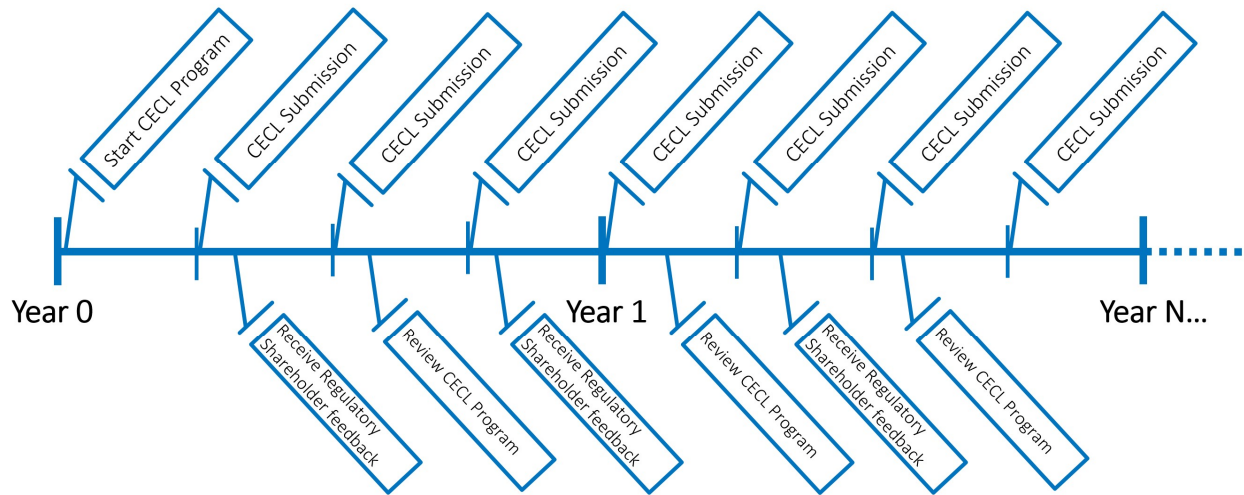 Start CECL Program
CECL Submission
CECL Submission
CECL Submission
CECL Submission
CECL Submission
CECL Submission
CECL Submission
Year 0
Year 1
Year N...
Receive Regulatory
Shareholder feedback
Review CECL Program
Receive Regulatory
Shareholder feedback
Review CECL Program
Receive Regulatory
Shareholder feedback
Review CECL Program